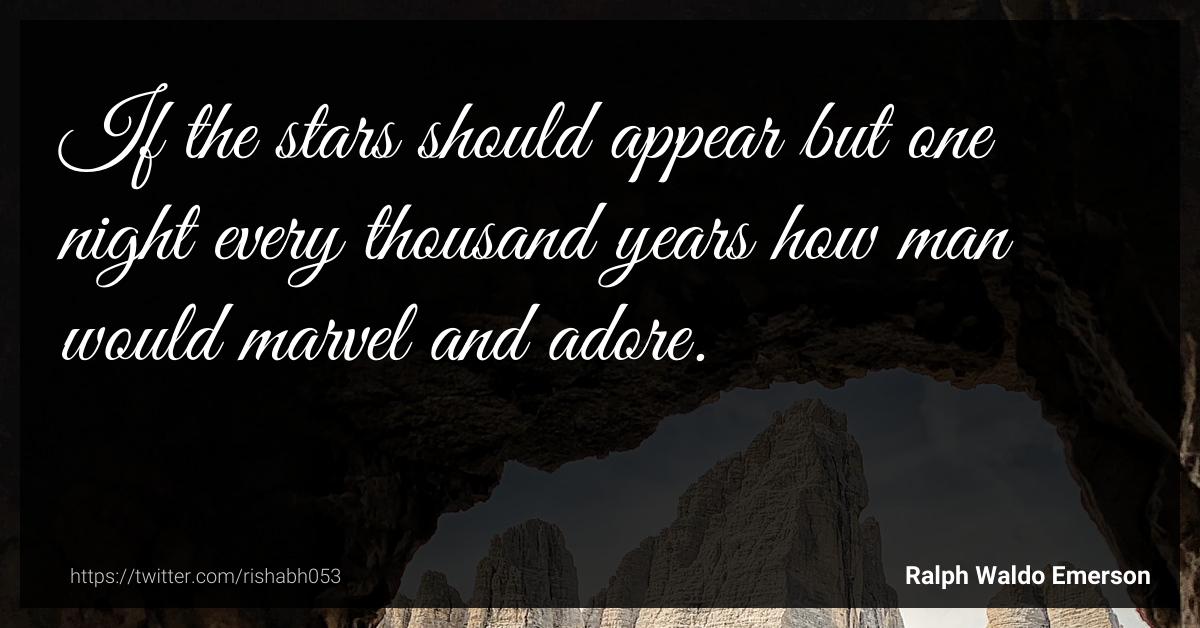 If the stars should appear but one
night every thousand years how man
would marvel and adore.
https://twitter.com/rishabh053
Ralph Waldo Emerson